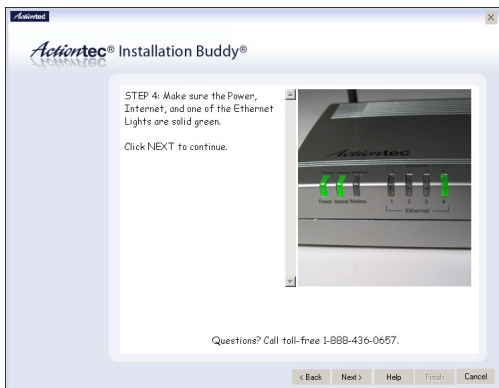 Actiontec
Actiontec® Installation Buddy®
STEP 4: Make sure the Power,
Internet, and one of the Ethernet
Lights are solid green.
Click NEXT to continue.
Actiontec
Power Internet Wireless
1 2 3 4
Ethernet
Questions? Call toll-free 1-888-436-0657.
< Back Next > Help Finish Cancel